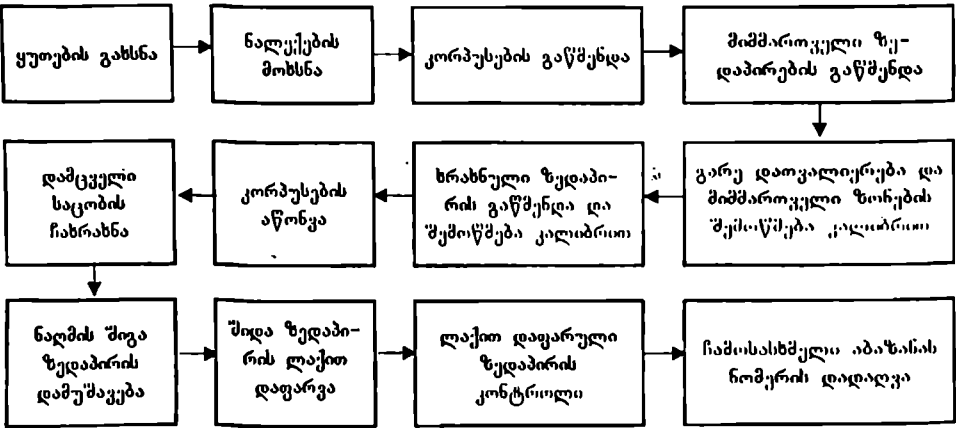 ყუთების გახსნა
ნალექების
მოხსნა
კორპუსების გაწმენდა
მიმმართველი ზე-
დაპირების გაწმენდა
გარე დათვალიერება და
მიმმართველი ზონების
შემოწმება კალიბრით
ხრახნული ზედაპი-
რის გაწმენდა და
შემოწმება კალიბრით
კორპუსების
აწონვა
დამცველი
საცობის
ჩახრახნა
ნაღმის შიგა
ზედაპირის
დამუშავება
შიდა ზედაპი-
რის ლაქით
დაფარვა
ლაქით დაფარული
ზედაპირის
კონტროლი
ჩამოსასხმელი აბაზანის
ნომერის დადაღვა